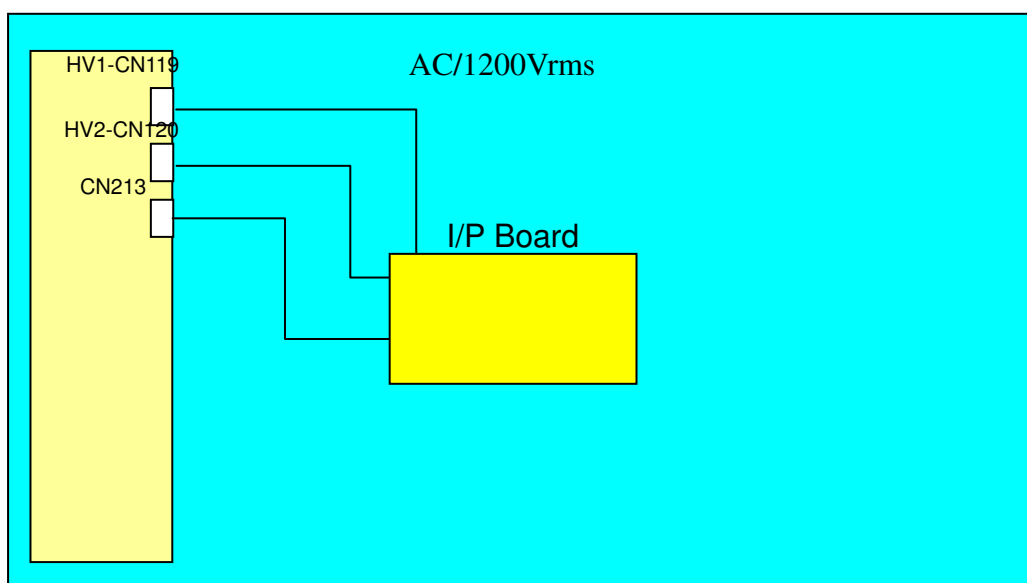 HV1-CN119
AC/1200Vrms
HV2-CN120
CN213
I/P Board